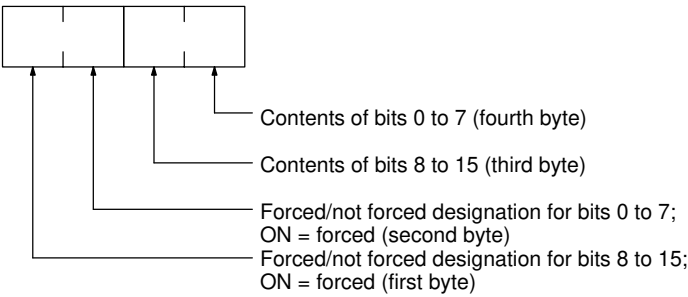 Contents of bits 0 to 7 (fourth byte)
Contents of bits 8 to 15 (third byte)
Forced/not forced designation for bits 0 to 7;
ON = forced (second byte)
Forced/not forced designation for bits 8 to 15;
ON = forced (first byte)